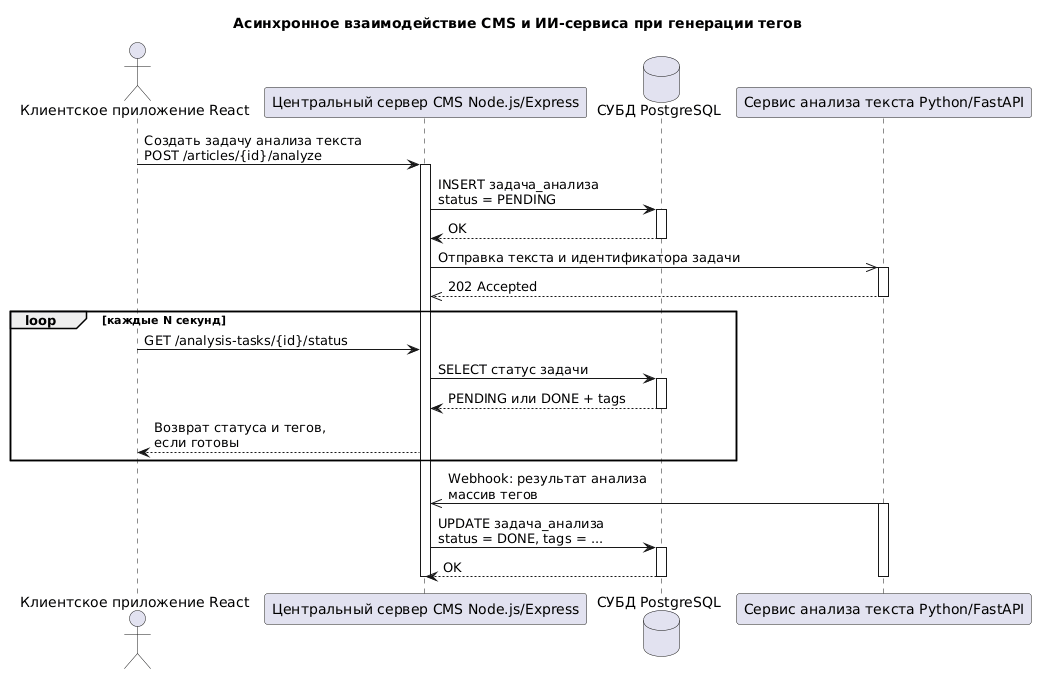 Асинхронное взаимодействие CMS и ИИ-сервиса при генерации тегов
Клиентское приложение React
Центральный сервер CMS Node.js/Express
СУБД PostgreSQL
Сервис анализа текста Python/FastAPI
Создать задачу анализа текста
POST /articles/{id}/analyze
INSERT задача_анализа
status = PENDING
OK
Отправка текста и идентификатора задачи
202 Accepted
loop
[каждые N секунд]
GET /analysis-tasks/{id}/status
SELECT статус задачи
PENDING или DONE + tags
Возврат статуса и тегов,
если готовы
Webhook: результат анализа
массив тегов
UPDATE задача_анализа
status = DONE, tags = ...
OK
Клиентское приложение React
Центральный сервер CMS Node.js/Express
СУБД PostgreSQL
Сервис анализа текста Python/FastAPI